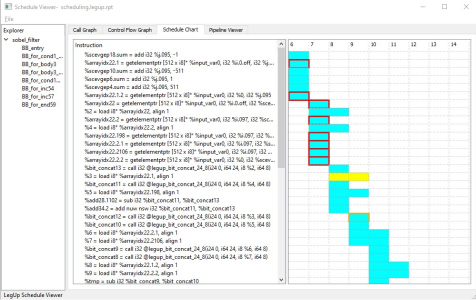 Schedule Viewer- scheduling.legup.rpt
File
Explorer
sobel_filter
BB_entry
BB_for_cond1_...
BB_for_body3
BB_for_body3_...
BB_for_cond1...
BB_for_inc54
BB_for_inc57
BB_for_end59
Call Graph Control Flow Graph Schedule Chart Pipeline Viewer
Instruction 6 7 8 9 10 11 12 13 14
%scevgep18.sum = add i32 %j.095, -1
%arrayidx22.1 = getelementptr [512 x i8]* %input_var0, i32 %i.0.off, i32 %j....
%scevgep10.sum = add i32 %j.095, -511
%scevgep6.sum = add i32 %j.095, 1
%scevgep4.sum = add i32 %j.095, 511
%arrayidx22.1.2 = getelementptr [512 x i8]* %input_var0, i32 %0, i32 %j.095
%arrayidx22 = getelementptr [512 x i8]* %input_var0, i32 %i.0.off, i32 %sce...
%2 = load i8* %arrayidx22, align 1
%arrayidx22.2 = getelementptr [512 x i8]* %input_var0, i32 %i.097, i32 %sc...
%4 = load i8* %arrayidx22.2, align 1
%arrayidx22.198 = getelementptr [512 x i8]* %input_var0, i32 %.097, i32 %...
%arrayidx22.1.2 = getelementptr [512 x i8]* %input_var0, i32 %i.097, i32 %...
%arrayidx22.2106 = getelementptr [512 x i8]* %input_var0, i32 %i.097, i32 ...
%arrayidx22.2.2 = getelementptr [512 x i8]* %input_var0, i32 %0, i32 %scev...
%bit_concat13 = call i32 @legup_bit_concat_24_8(i24 0, i64 24, i8 %2, i64 8)
%3 = load i8* %arrayidx22.1, align 1
%bit_concat11 = call i32 @legup_bit_concat_24_8(i24 0, i64 24, i8 %4, i64 8)
%5 = load i8* %arrayidx22.198, align 1
%add28.1102 = sub i32 %bit_concat11, %bit_concat13
%add34.2 = add nuw nsw i32 %bit_concat11, %bit_concat13
%bit_concat12 = call i32 @legup_bit_concat_24_8(i24 0, i64 24, i8 %3, i64 8)
%bit_concat10 = call i32 @legup_bit_concat_24_8(i24 0, i64 24, i8 %5, i64 8)
%6 = load i8* %arrayidx22.2.1, align 1
%7 = load i8* %arrayidx22.2106, align 1
%bit_concat9 = call i32 @legup_bit_concat_24_8(i24 0, i64 24, i8 %6, i64 8)
%bit_concat8 = call i32 @legup_bit_concat_24_8(i24 0, i64 24, i8 %7, i64 8)
%8 = load i8* %arrayidx22.1.2, align 1
%9 = load i8* %arrayidx22.2.2, align 1
%tmp = sub i32 %bit_concat9, %bit_concat10
LegUp Schedule Viewer